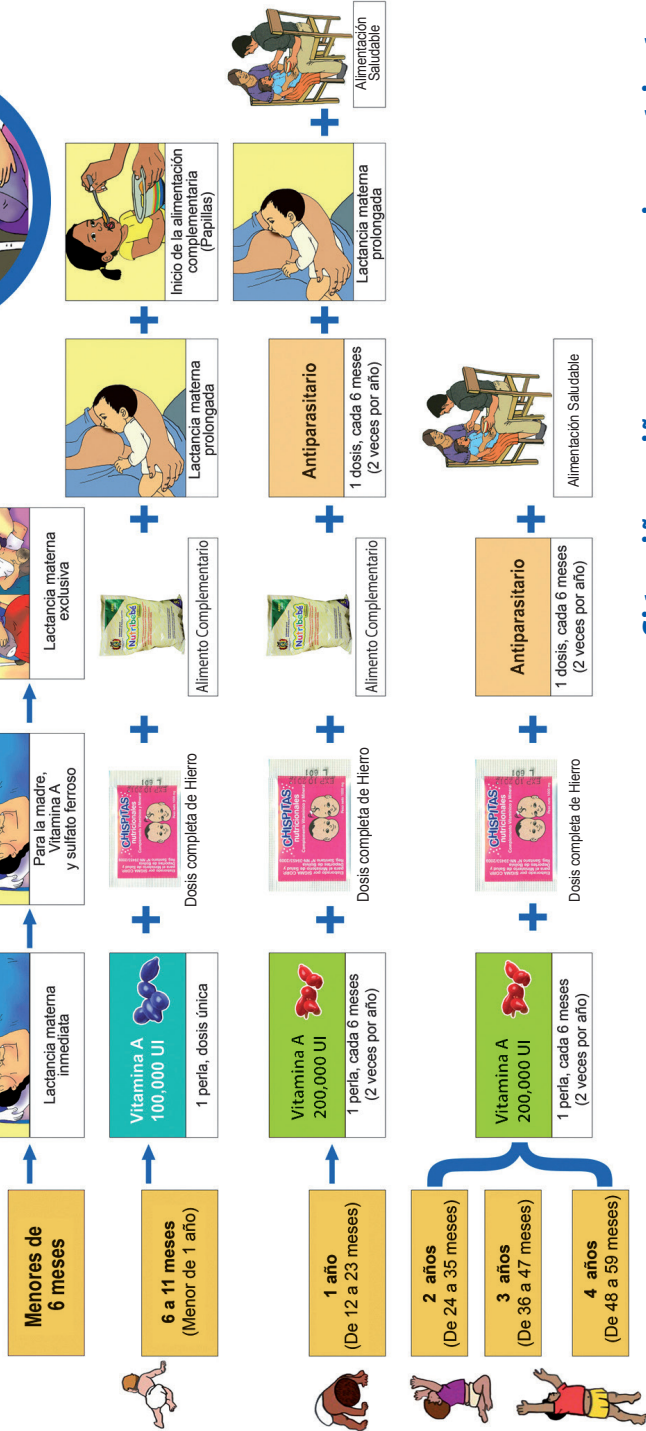 Menores de
6 meses
Lactancia materna
inmediata
Para la madre,
Vitamina A
y sulfato ferroso
Lactancia materna
exclusiva
6 a 11 meses
(Menor de 1 año)
Vitamina A
100,000 UI
1 perla, dosis única
CHISPITAS
nutricionales
Dosis completa de Hierro
Nutribebé
Alimento Complementario
Lactancia materna
prolongada
Inicio de la alimentación
complementaria
(Papillas)
1 año
(De 12 a 23 meses)
Vitamina A
200,000 UI
1 perla, cada 6 meses
(2 veces por año)
CHISPITAS
nutricionales
Dosis completa de Hierro
Nutribebé
Alimento Complementario
Antiparasitario
1 dosis, cada 6 meses
(2 veces por año)
Lactancia materna
prolongada
Alimentación
Saludable
2 años
(De 24 a 35 meses)
3 años
(De 36 a 47 meses)
4 años
(De 48 a 59 meses)
Vitamina A
200,000 UI
1 perla, cada 6 meses
(2 veces por año)
CHISPITAS
nutricionales
Dosis completa de Hierro
Antiparasitario
1 dosis, cada 6 meses
(2 veces por año)
Alimentación Saludable